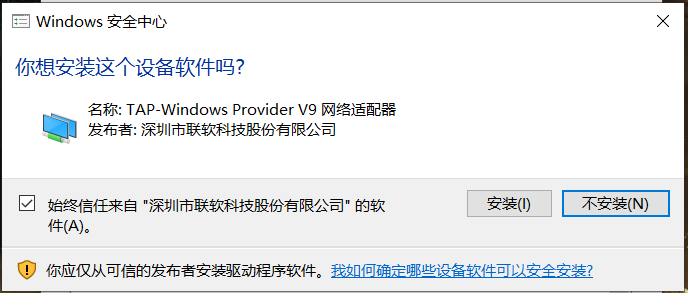 Windows 安全中心
你想安装这个设备软件吗?
名称: TAP-Windows Provider V9 网络适配器
发布者: 深圳市联软科技股份有限公司
始终信任来自 "深圳市联软科技股份有限公司" 的软
件(A)。
安装(I)
不安装(N)
你应仅从可信的发布者安装驱动程序软件。我如何确定哪些设备软件可以安全安装?